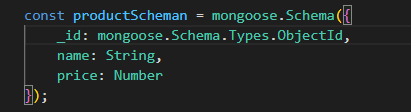 const productScheman = mongoose.Schema({
    _id: mongoose.Schema.Types.ObjectId,
    name: String,
    price: Number
});